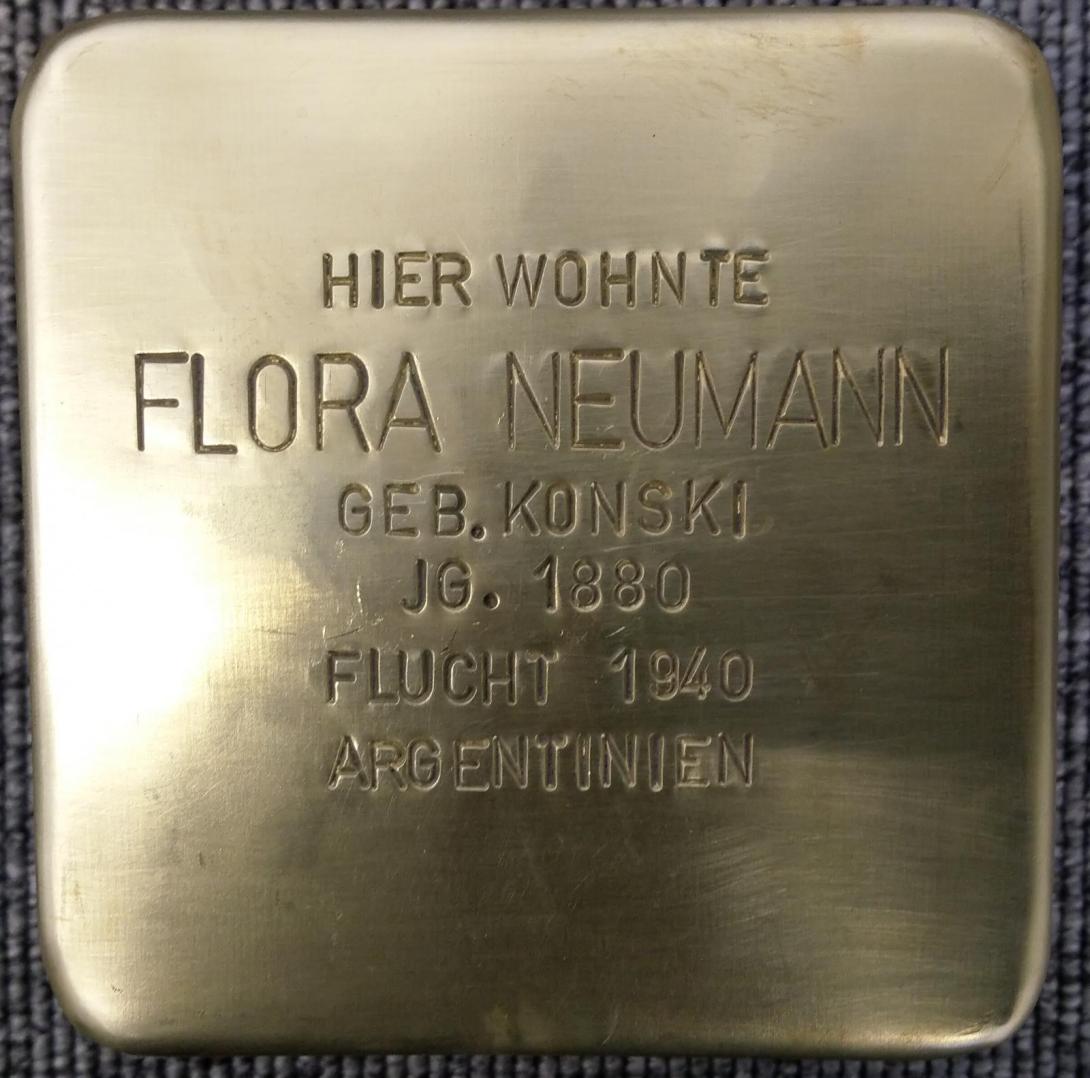 HIER WOHNTE
FLORA NEUMANN
GEB. KONSKI
JG. 1880
FLUCHT 1940
ARGENTINIEN